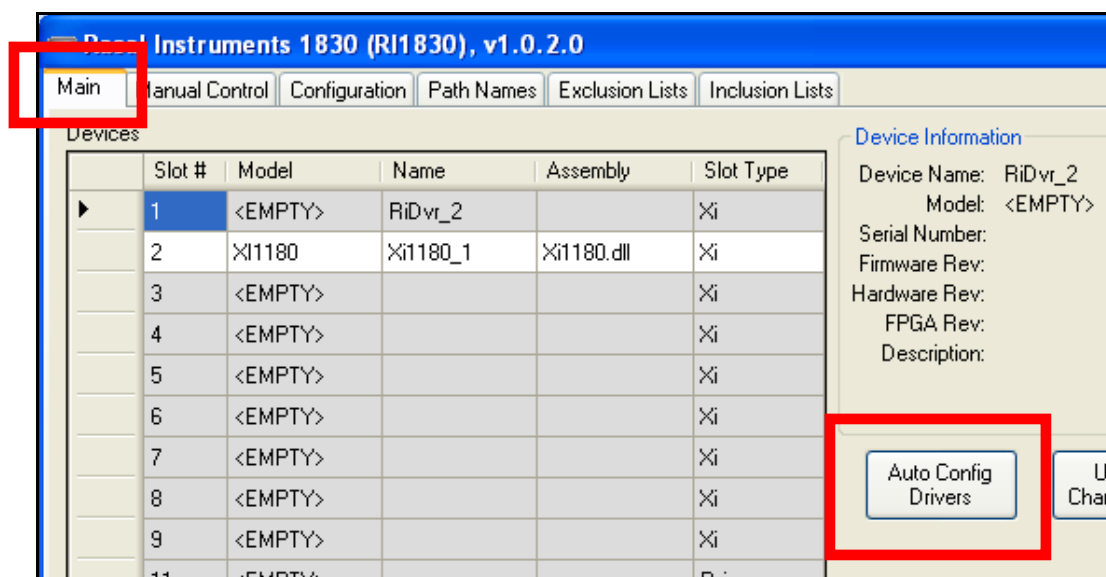 Instruments 1830 (RI1830), v1.0.2.0
Main Manual Control Configuration Path Names Exclusion Lists Inclusion Lists
Devices
Slot # Model Name Assembly Slot Type
1 <EMPTY> RiDvr_2 Xi
2 XI1180 Xi1180_1 Xi1180.dll Xi
3 <EMPTY> Xi
4 <EMPTY> Xi
5 <EMPTY> Xi
6 <EMPTY> Xi
7 <EMPTY> Xi
8 <EMPTY> Xi
9 <EMPTY> Xi
Device Information
Device Name: RiDvr_2
Model: <EMPTY>
Serial Number:
Firmware Rev:
Hardware Rev:
FPGA Rev:
Description:
Auto Config
Drivers